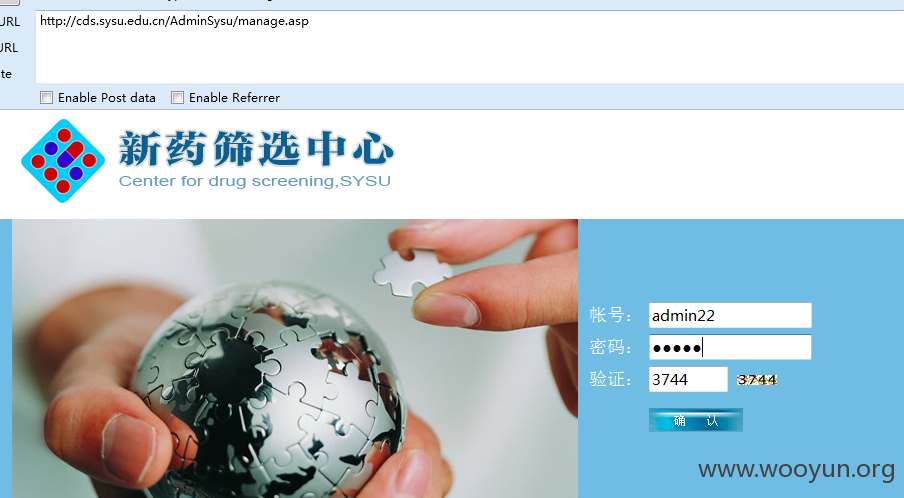 URL
http://cds.sysu.edu.cn/AdminSysu/manage.asp
URL
te
Enable Post data
Enable Referrer
新药筛选中心
Center for drug screening,SYSU
帐号：
admin22
密码：
●●●●●
验证：
3744
3744
确 认
www.wooyun.org